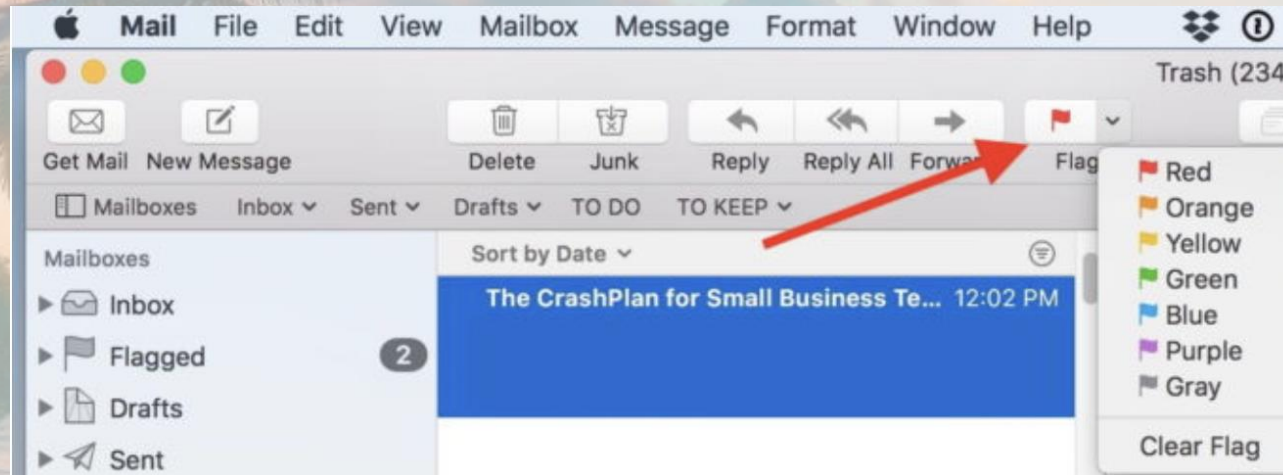 Mail File Edit View Mailbox Message Format Window Help
Trash (234
Get Mail New Message Delete Junk Reply Reply All Forwar Flag
Mailboxes Inbox Sent Drafts TO DO TO KEEP
Mailboxes
Inbox
Flagged 2
Drafts
Sent
Sort by Date
The CrashPlan for Small Business Te... 12:02 PM
Red
Orange
Yellow
Green
Blue
Purple
Gray
Clear Flag